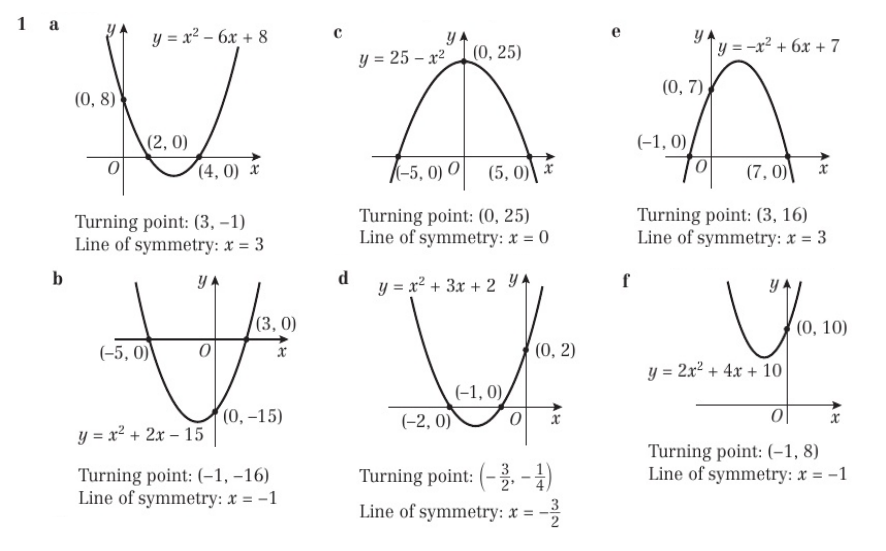 1 a
y
y = x² – 6x + 8
(0, 8)
(2, 0)
O
(4, 0) x
Turning point: (3, –1)
Line of symmetry: x = 3
b
y
(3, 0)
(–5, 0)
O
x
(0, –15)
y = x² + 2x – 15
Turning point: (–1, –16)
Line of symmetry: x = –1
c
y
y = 25 – x²
(0, 25)
(–5, 0) O
(5, 0)
x
Turning point: (0, 25)
Line of symmetry: x = 0
d
y = x² + 3x + 2
y
(0, 2)
(–1, 0)
(–2, 0)
O
x
Turning point: (–3/2, –1/4)
Line of symmetry: x = –3/2
e
y
y = –x² + 6x + 7
(0, 7)
(–1, 0)
O
(7, 0)
x
Turning point: (3, 16)
Line of symmetry: x = 3
f
y
(0, 10)
y = 2x² + 4x + 10
O
x
Turning point: (–1, 8)
Line of symmetry: x = –1